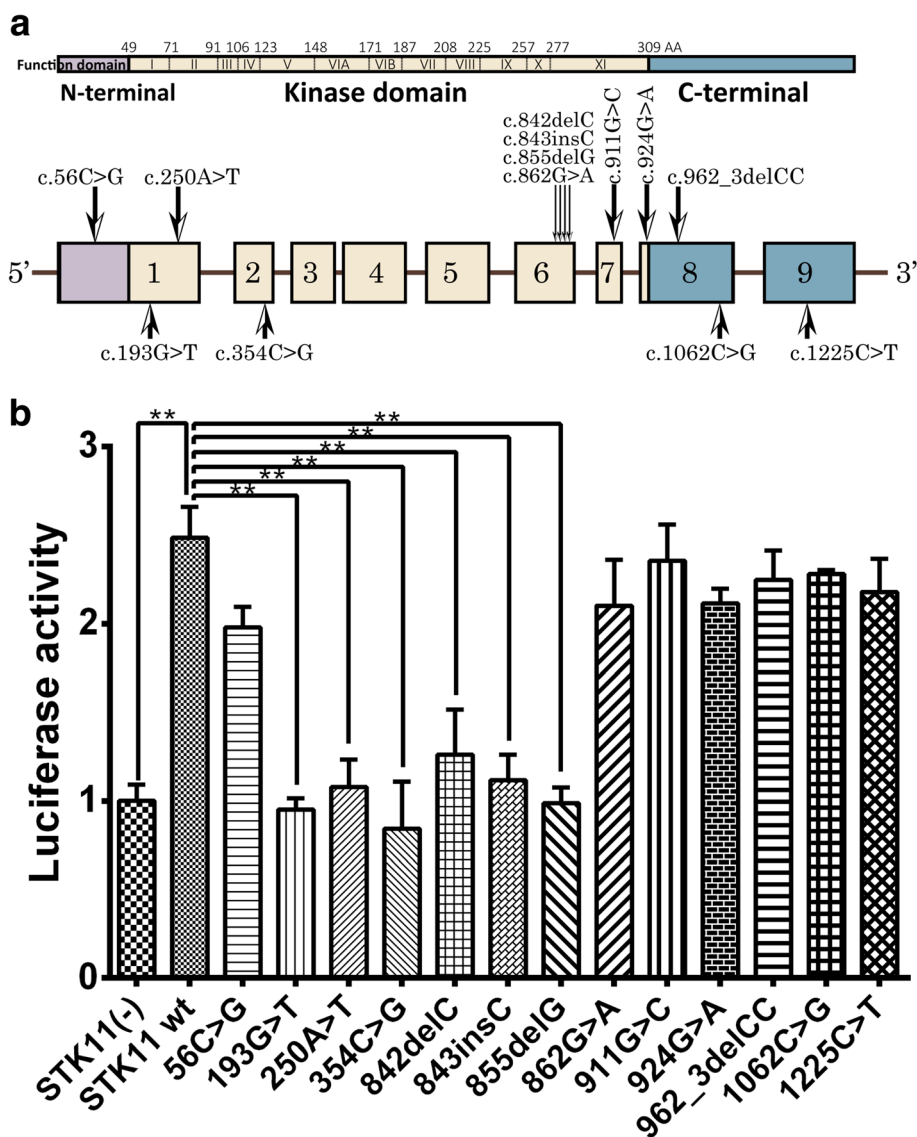 a
49 71 91 106 123 148 171 187 208 225 257 277 309 AA
Function domain I II III IV V VIA VIB VII VIII IX X XI
N-terminal Kinase domain C-terminal
c.842delC
c.843insC
c.855delG
c.862G>A
c.911G>C
c.924G>A
c.56C>G c.250A>T c.962_3delCC
5’ 1 2 3 4 5 6 7 8 9 3’
c.193G>T c.354C>G c.1062C>G c.1225C>T
b
** **
**
**
**
**
**
3
2
1
0
Luciferase activity
STK11(-)
STK11 wt
56C>G
193G>T
250A>T
354C>G
842delC
843insC
855delG
862G>A
911G>C
924G>A
962_3delCC
1062C>G
1225C>T